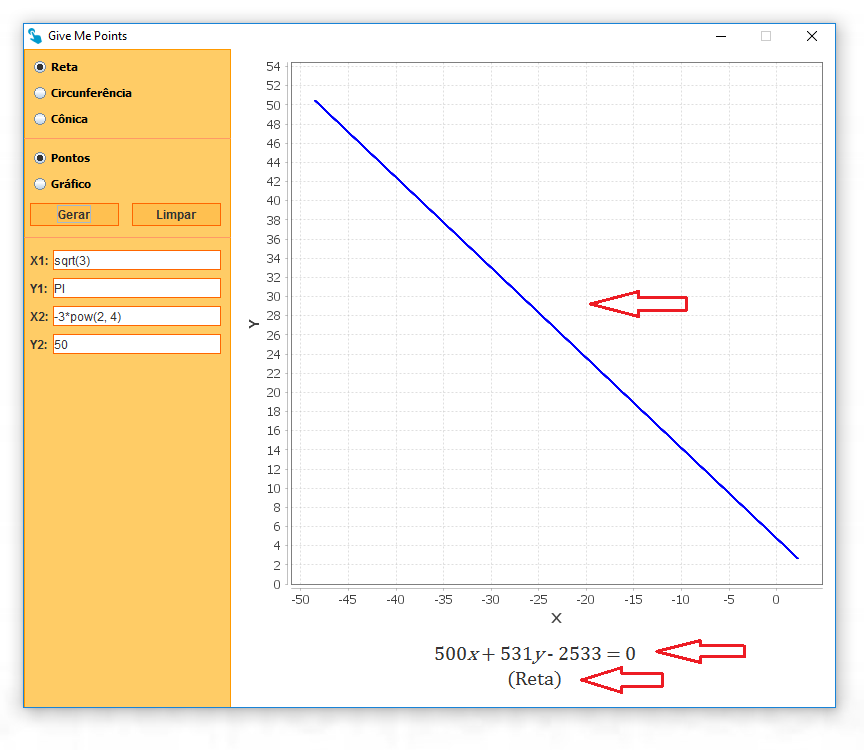 Give Me Points
Reta
Circunferência
Cônica
Pontos
Gráfico
Gerar Limpar
X1: sqrt(3)
Y1: PI
X2: -3*pow(2, 4)
Y2: 50
54
52
50
48
46
44
42
40
38
36
34
32
30
28
26
24
22
20
18
16
14
12
10
8
6
4
2
0
Y
-50 -45 -40 -35 -30 -25 -20 -15 -10 -5 0
X
500x + 531y - 2533 = 0
(Reta)